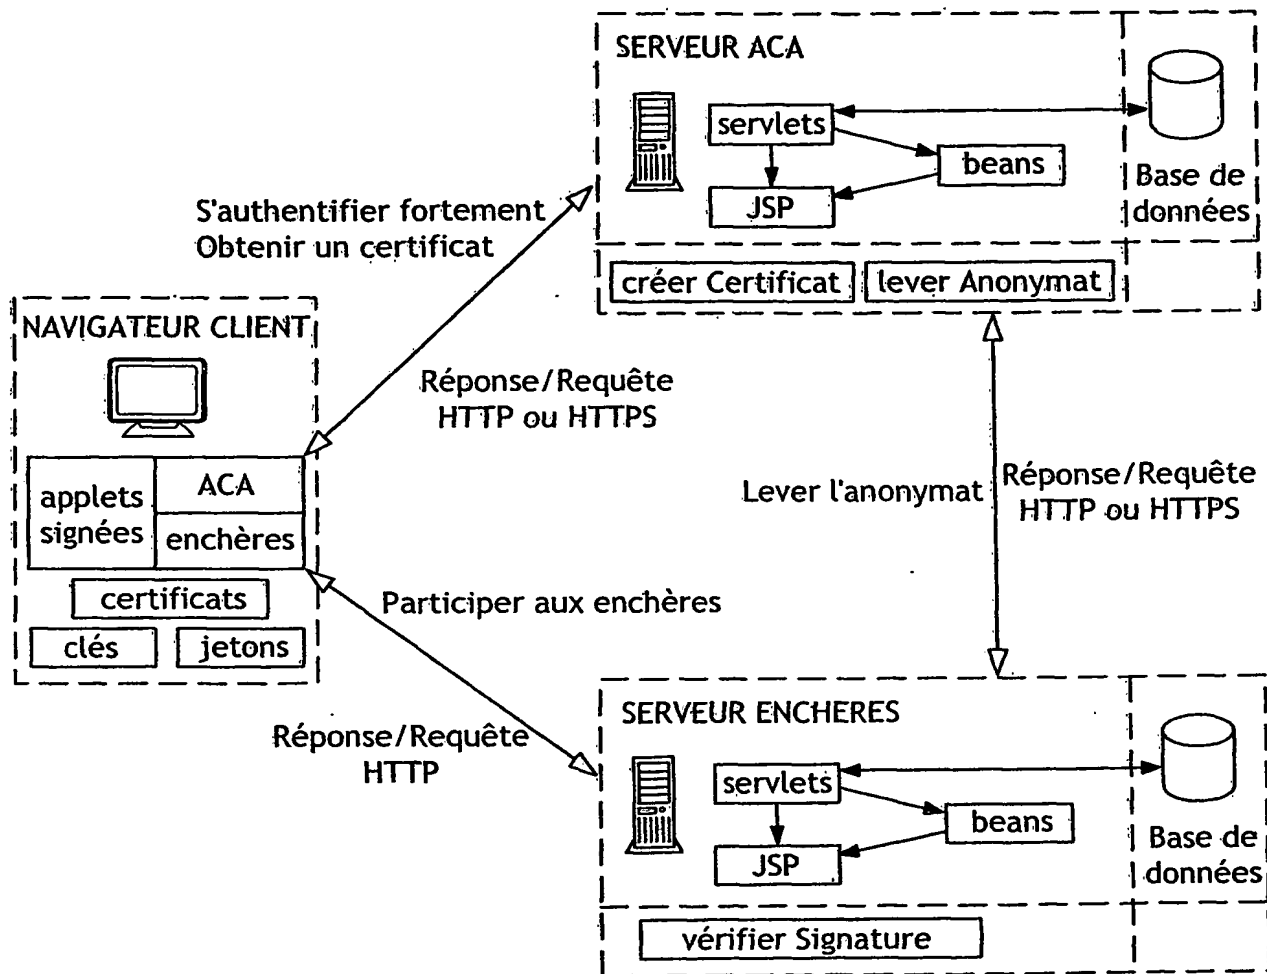 SERVEUR ACA
servlets
beans
JSP
Base de
données
créer Certificat
lever Anonymat
S'authentifier fortement
Obtenir un certificat
Réponse/Requête
HTTP ou HTTPS
NAVIGATEUR CLIENT
applets
signées
ACA
enchères
certificats
clés
jetons
Lever l'anonymat
Réponse/Requête
HTTP ou HTTPS
Participer aux enchères
Réponse/Requête
HTTP
SERVEUR ENCHERES
servlets
beans
JSP
Base de
données
vérifier Signature